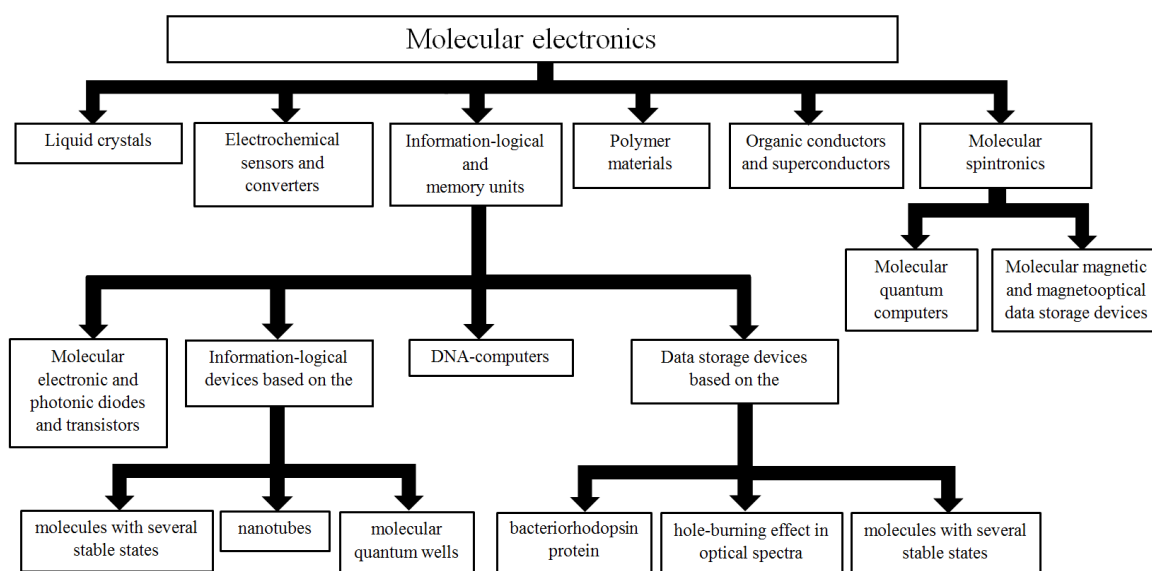 Molecular electronics
Liquid crystals
Electrochemical
sensors and
converters
Information-logical
and
memory units
Polymer
materials
Organic conductors
and superconductors
Molecular
spintronics
Molecular
quantum
computers
Molecular magnetic
and magnetooptical
data storage devices
Molecular
electronic and
photonic diodes
and transistors
Information-logical
devices based on the
DNA-computers
Data storage devices
based on the
molecules with several
stable states
nanotubes
molecular
quantum wells
bacteriorhodopsin
protein
hole-burning effect in
optical spectra
molecules with several
stable states